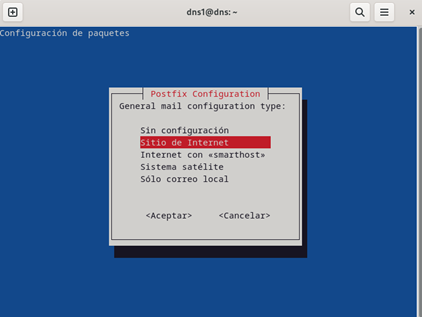 dns1@dns: ~
Configuración de paquetes
Postfix Configuration
General mail configuration type:
Sin configuración
Sitio de Internet
Internet con «smarthost»
Sistema satélite
Sólo correo local
<Aceptar> <Cancelar>